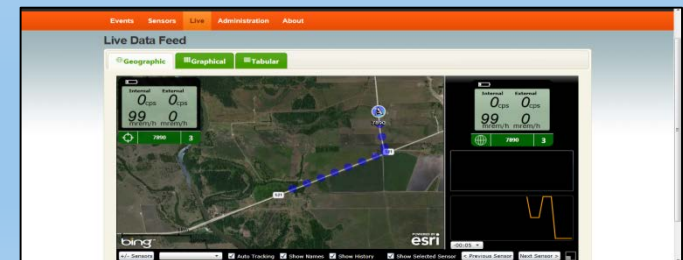 Events Sensors Live Administration About
Live Data Feed
Geographic Graphical Tabular
Internal External
0cps 0cps
99 0
mrem/h mrem/h
7890 3
7890
Internal External
0cps 0cps
99 0
mrem/h mrem/h
7890 3
bing
POWERED BY
esri
00:05
+/- Sensors Auto Tracking Show Names Show History Show Selected Sensor < Previous Sensor Next Sensor >